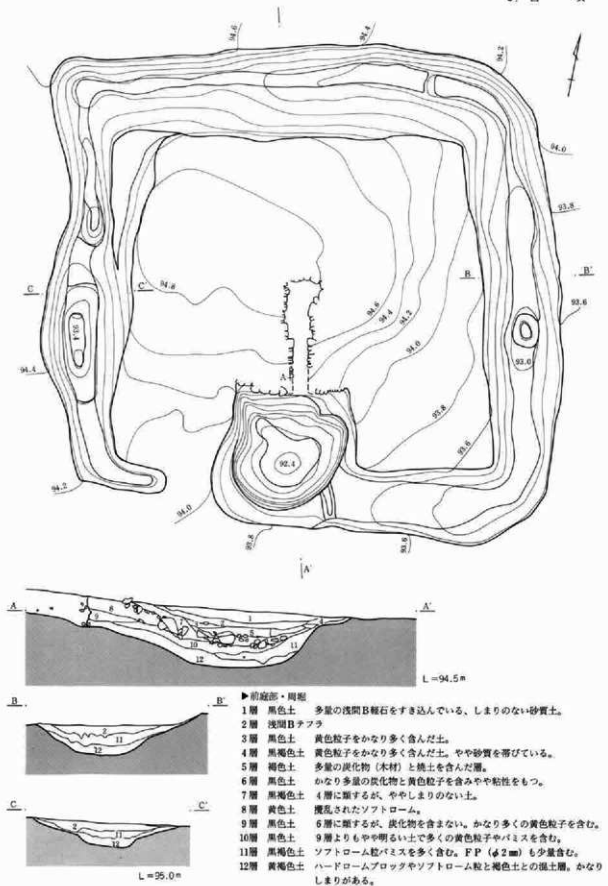 94.6
94.4
94.2
94.0
93.8
93.6
94.8
94.6
94.4
94.2
94.0
93.8
93.6
93.4
93.0
92.4
94.4
94.2
94.0
93.8
93.6
C
C'
B
B'
A
A'
A
A'
L=94.5m
B
B'
C
C'
L=95.0m
▶前庭部・周堀
1層 黒色土 多量の浅間B軽石をすき込んでいる、しまりのない砂質土。
2層 浅間Bテフラ
3層 黒色土 黄色粒子をかなり多く含んだ土。
4層 黒褐色土 黄色粒子をかなり多く含んだ土。やや砂質を帯びている。
5層 褐色土 多量の炭化物(木材)と焼土を含んだ層。
6層 黒色土 かなり多量の炭化物と黄色粒子を含みやや粘性をもつ。
7層 黒褐色土 4層に類するが、ややしまりのない土。
8層 黄色土 攪乱されたソフトローム。
9層 黒色土 6層に類するが、炭化物を含まない。かなり多くの黄色粒子を含む。
10層 黒色土 9層よりもやや明るい土で多くの黄色粒子やパミスを含む。
11層 黒褐色土 ソフトローム粒パミスを多く含む。FP(φ2㎜)も少量含む。
12層 黄褐色土 ハードロームブロックやソフトローム粒と褐色土との混土層。かなり
しまりがある。